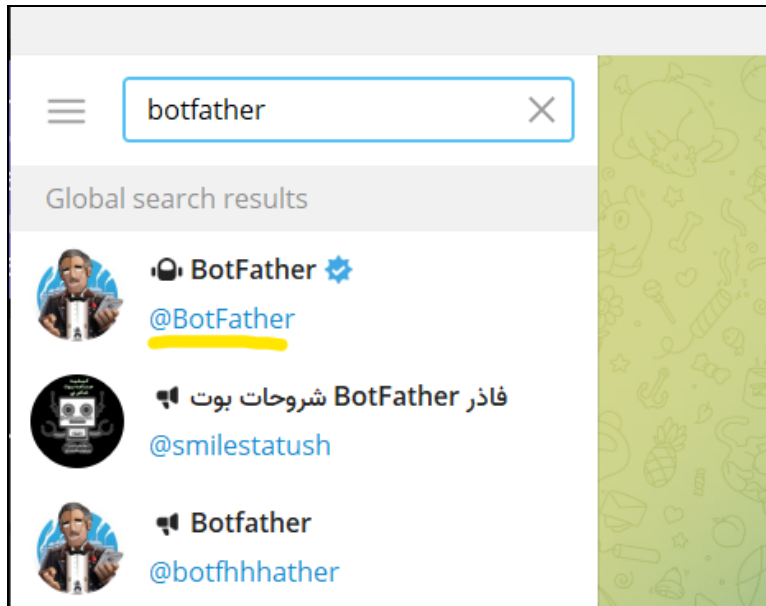 botfather
Global search results
BotFather
@BotFather
شروحات بوت BotFather فاذر
@smilestatush
Botfather
@botfhhhather